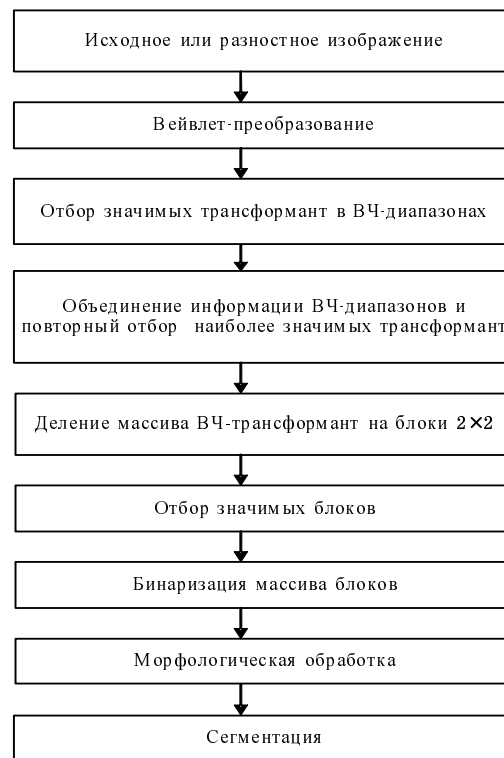 Исходное или разностное изображение
Вейвлет-преобразование
Отбор значимых трансформант в ВЧ-диапазонах
Объединение информации ВЧ-диапазонов и
повторный отбор наиболее значимых трансформант
Деление массива ВЧ-трансформант на блоки 2×2
Отбор значимых блоков
Бинаризация массива блоков
Морфологическая обработка
Сегментация